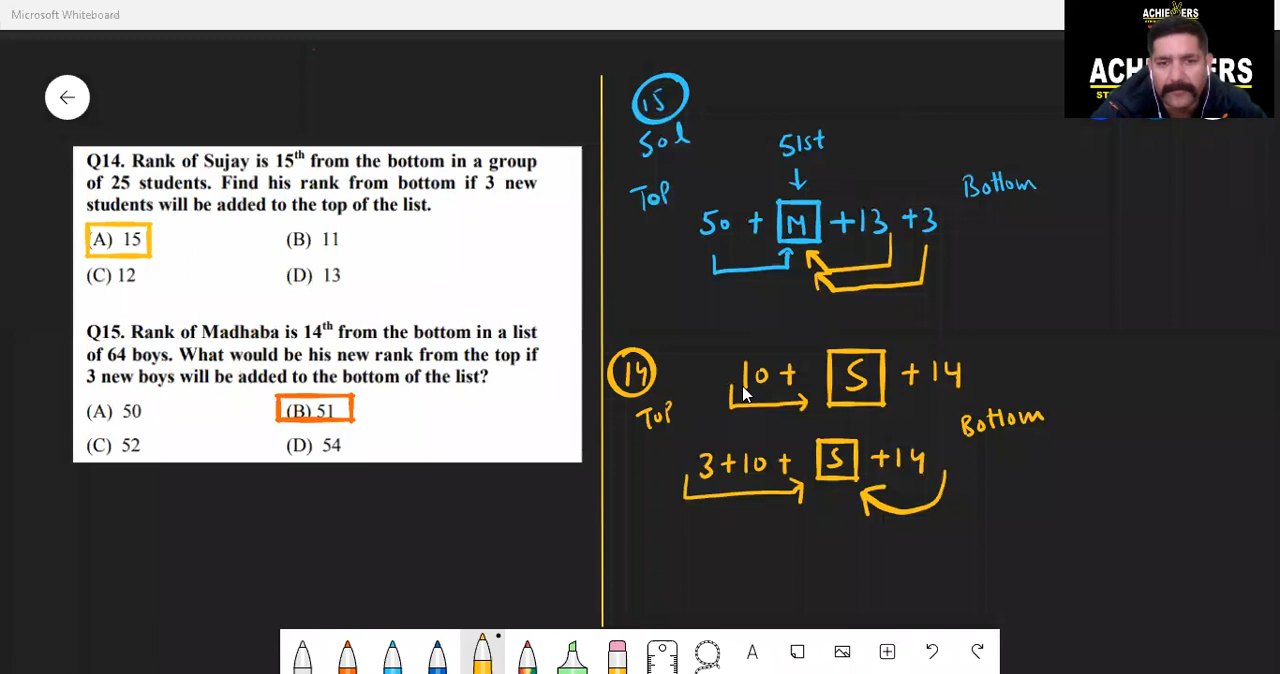 Microsoft Whiteboard
ACHIEVERS
ACHIE ERS
ST
Q14. Rank of Sujay is 15th from the bottom in a group
of 25 students. Find his rank from bottom if 3 new
students will be added to the top of the list.
(A) 15 (B) 11
(C) 12 (D) 13
Q15. Rank of Madhaba is 14th from the bottom in a list
of 64 boys. What would be his new rank from the top if
3 new boys will be added to the bottom of the list?
(A) 50 (B) 51
(C) 52 (D) 54
15
Sol
51st
Top Bottom
50 + M +13 +3
14
10 + S + 14
Top Bottom
3+10+ S +14
A